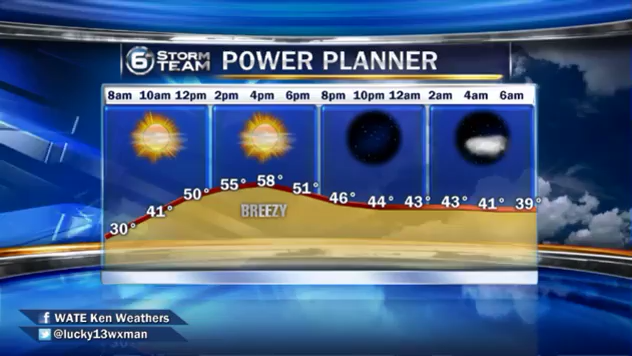 6 STORM TEAM POWER PLANNER
8am 10am 12pm 2pm 4pm 6pm 8pm 10pm 12am 2am 4am 6am
30° 41° 50° 55° 58° 51° 46° 44° 43° 43° 41° 39°
BREEZY
f WATE Ken Weathers
@lucky13wxman